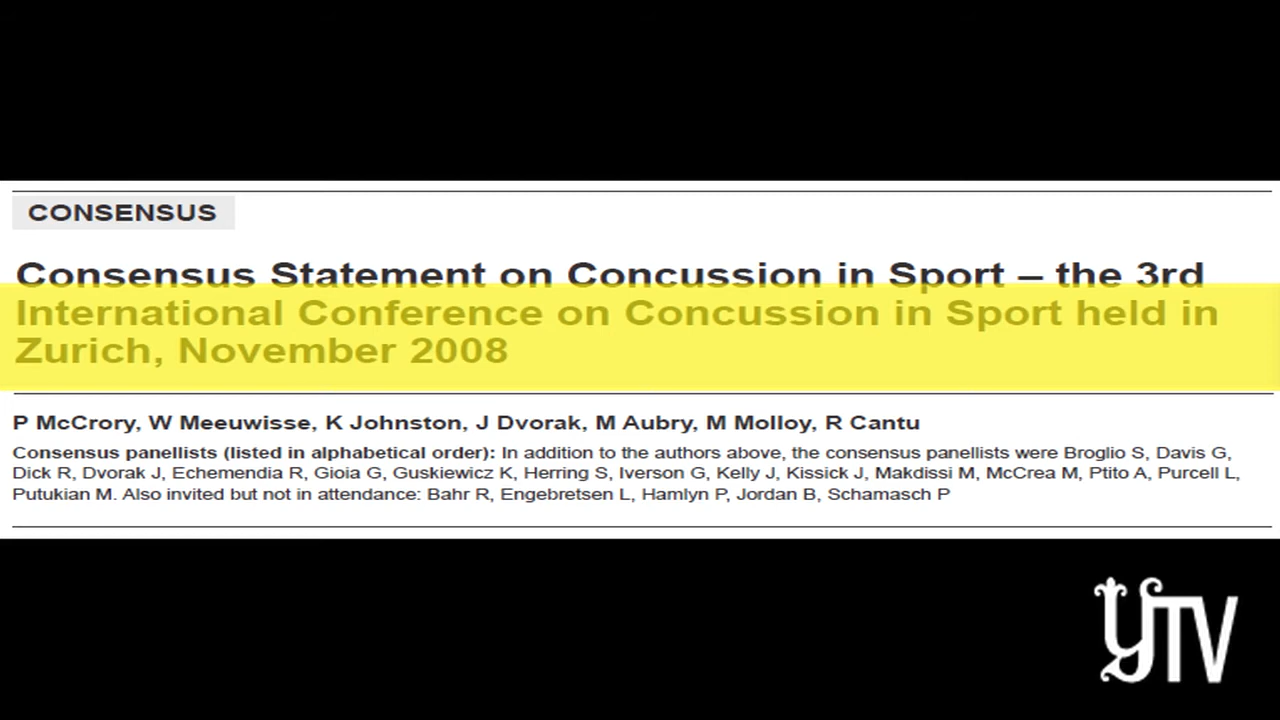 CONSENSUS
Consensus Statement on Concussion in Sport – the 3rd
International Conference on Concussion in Sport held in
Zurich, November 2008
P McCrory, W Meeuwisse, K Johnston, J Dvorak, M Aubry, M Molloy, R Cantu
Consensus panellists (listed in alphabetical order): In addition to the authors above, the consensus panellists were Broglio S, Davis G,
Dick R, Dvorak J, Echemendia R, Gioia G, Guskiewicz K, Herring S, Iverson G, Kelly J, Kissick J, Makdissi M, McCrea M, Ptito A, Purcell L,
Putukian M. Also invited but not in attendance: Bahr R, Engebretsen L, Hamlyn P, Jordan B, Schamasch P
YTV